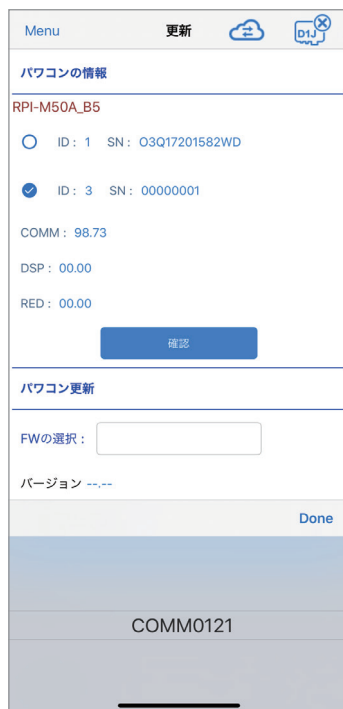 Menu 更新 D1J
パワコンの情報
RPI-M50A_B5
ID : 1 SN : O3Q17201582WD
ID : 3 SN : 00000001
COMM : 98.73
DSP : 00.00
RED : 00.00
確認
パワコン更新
FWの選択 :
バージョン --.--
Done
COMM0121